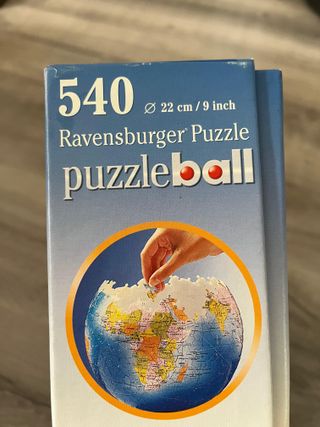 540 ⌀ 22 cm / 9 inch
Ravensburger Puzzle
puzzleball